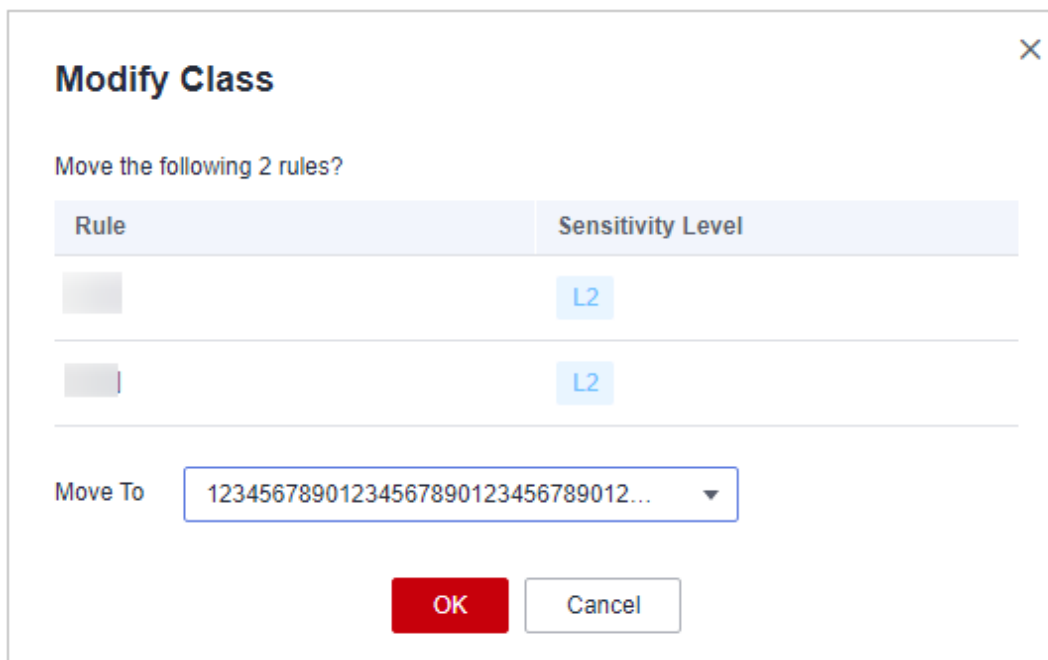 Modify Class
Move the following 2 rules?
Rule Sensitivity Level
L2
L2
Move To 12345678901234567890123456789012...
OK Cancel